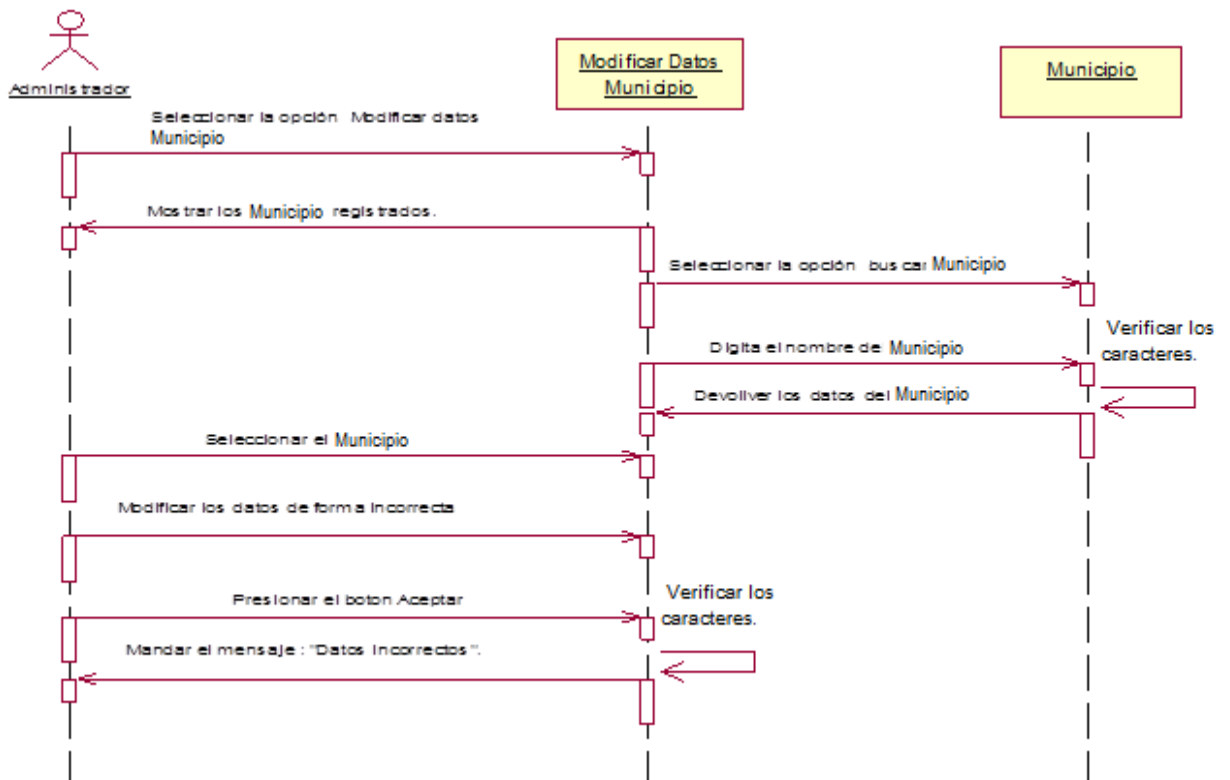 Administrador
Modificar Datos
Municipio
Municipio
Seleccionar la opción Modificar datos
Municipio
Mostrar los Municipio registrados.
Seleccionar la opción buscar Municipio
Verificar los
caracteres.
Digita el nombre de Municipio
Devollver los datos del Municipio
Seleccionar el Municipio
Modificar los datos de forma incorrecta
Verificar los
caracteres.
Presionar el boton Aceptar
Mandar el mensaje : "Datos Incorrectos".